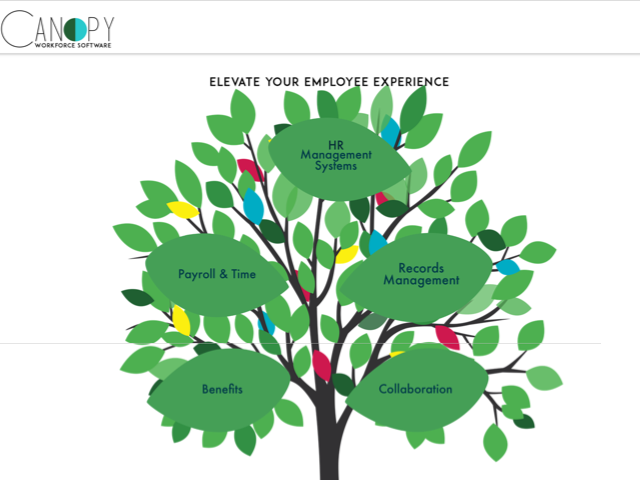 CANOPY
WORKFORCE SOFTWARE
ELEVATE YOUR EMPLOYEE EXPERIENCE
HR
Management
Systems
Payroll & Time
Records
Management
Benefits
Collaboration